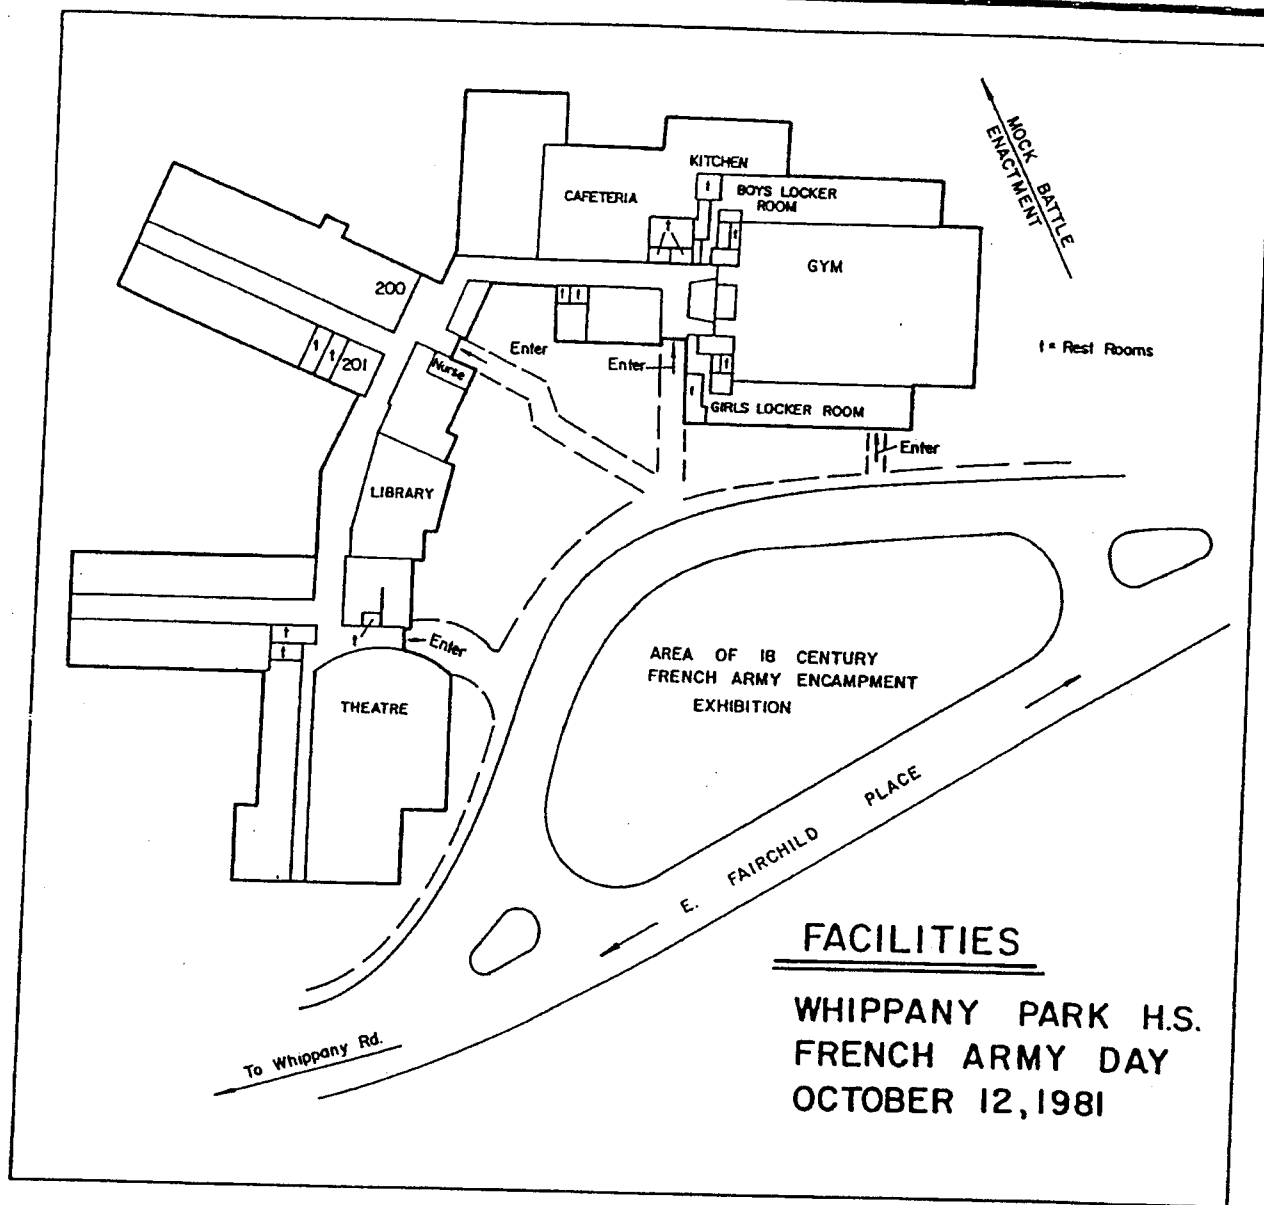 MOCK BATTLE
ENACTMENT
KITCHEN
CAFETERIA
t
BOYS LOCKER
ROOM
t
t
GYM
200
t t
Enter
Enter
t = Rest Rooms
t
t
201
Nurse
t
t
GIRLS LOCKER ROOM
Enter
LIBRARY
t
t
t
Enter
AREA OF 18 CENTURY
FRENCH ARMY ENCAMPMENT
EXHIBITION
THEATRE
E. FAIRCHILD PLACE
To Whippany Rd.
FACILITIES
WHIPPANY PARK H.S.
FRENCH ARMY DAY
OCTOBER 12, 1981